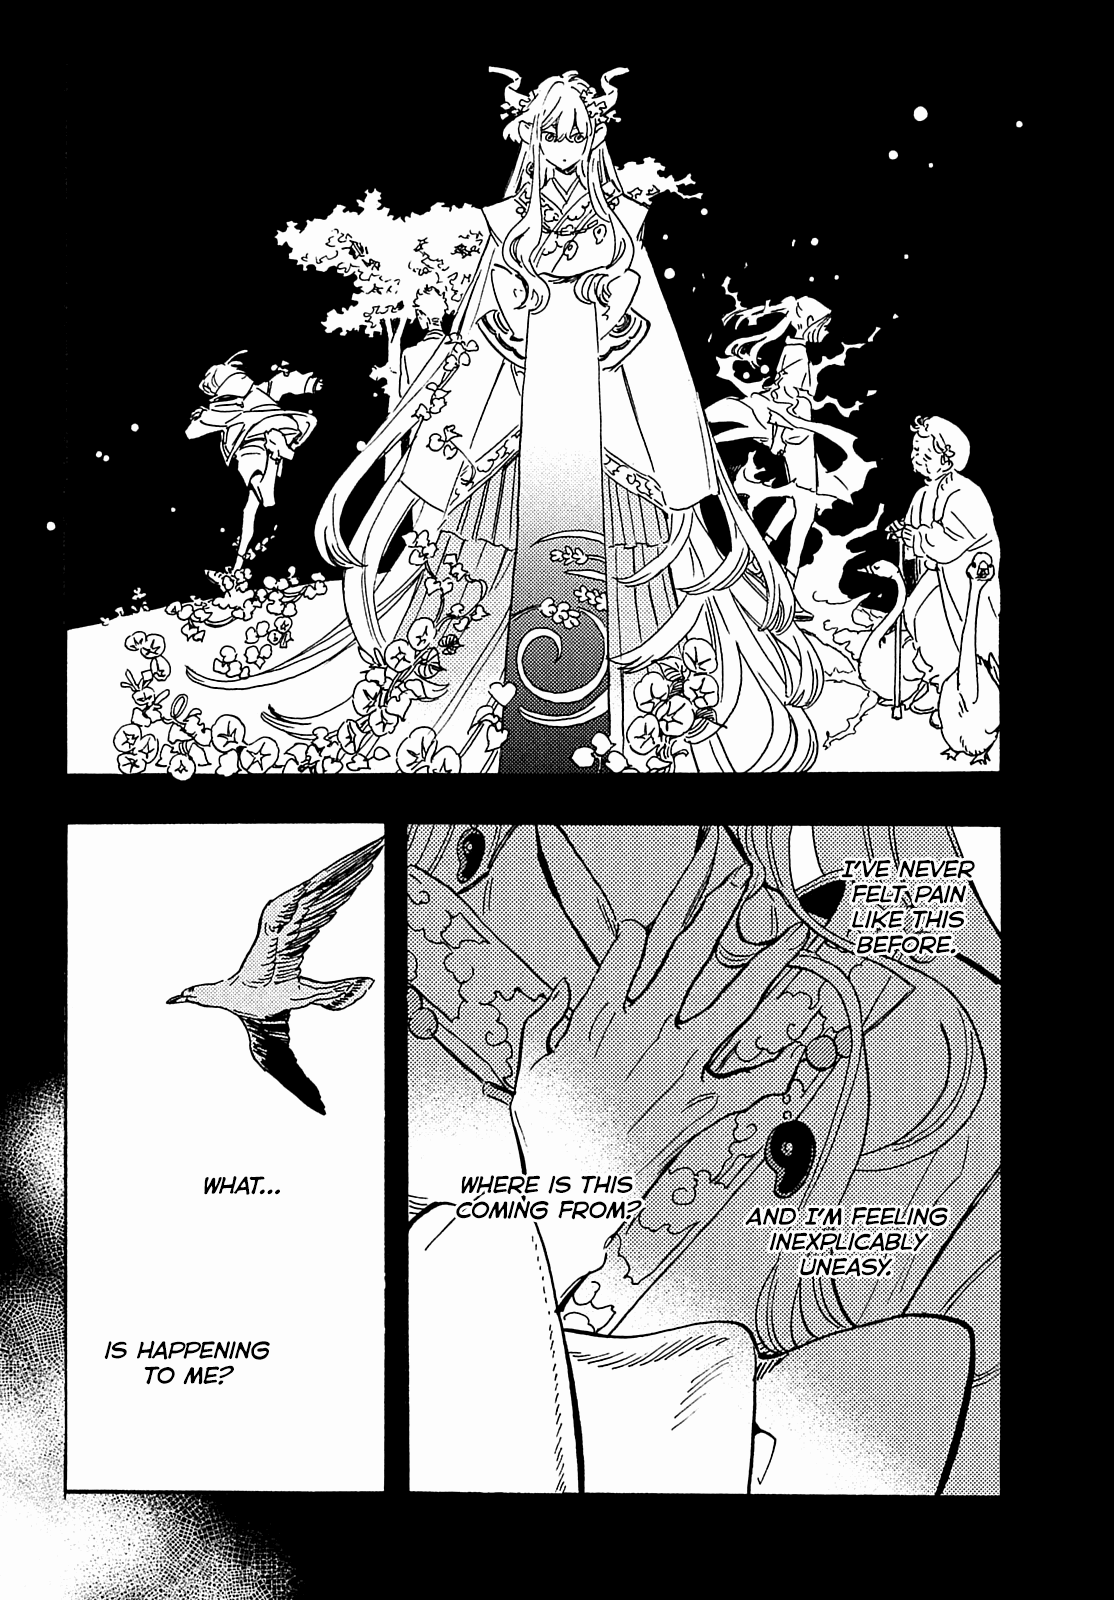 I'VE NEVER
FELT PAIN
LIKE THIS
BEFORE.
AND I'M FEELING
INEXPLICABLY
UNEASY.
WHERE IS THIS
COMING FROM?
WHAT...
IS HAPPENING
TO ME?